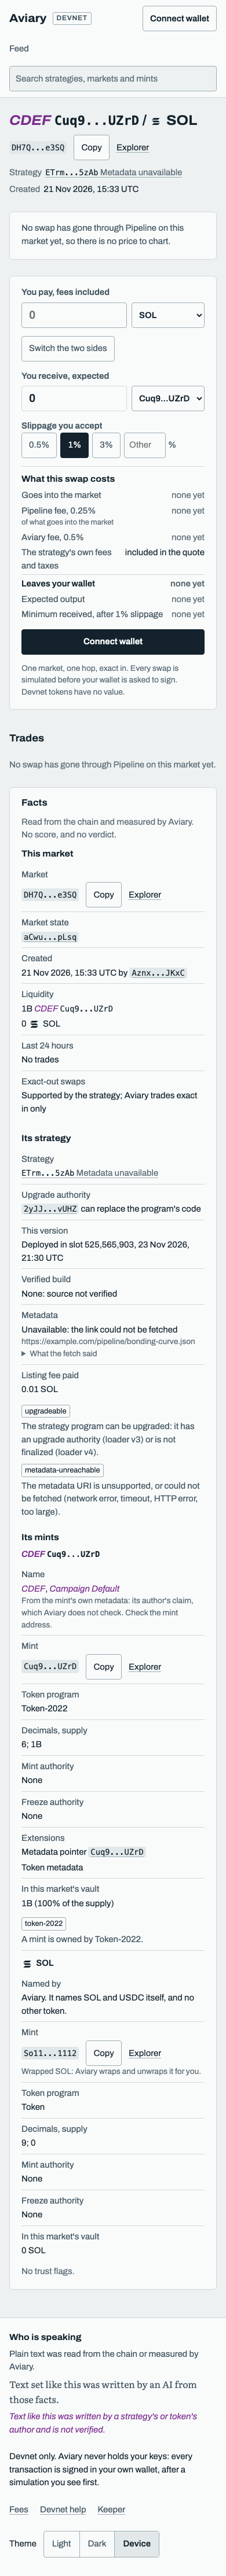 Aviary DEVNET Connect wallet
Feed
Search strategies, markets and mints
CDEF Cuq9...UZrD / SOL
DH7Q...e3SQ Copy Explorer
Strategy ETrm...5zAb Metadata unavailable
Created 21 Nov 2026, 15:33 UTC
No swap has gone through Pipeline on this
market yet, so there is no price to chart.
You pay, fees included
0 SOL
Switch the two sides
You receive, expected
0 Cuq9...UZrD
Slippage you accept
0.5% 1% 3% Other %
What this swap costs
Goes into the market none yet
Pipeline fee, 0.25% none yet
of what goes into the market
Aviary fee, 0.5% none yet
The strategy's own fees included in the quote
and taxes
Leaves your wallet none yet
Expected output none yet
Minimum received, after 1% slippage none yet
Connect wallet
One market, one hop, exact in. Every swap is
simulated before your wallet is asked to sign.
Devnet tokens have no value.
Trades
No swap has gone through Pipeline on this market yet.
Facts
Read from the chain and measured by Aviary.
No score, and no verdict.
This market
Market
DH7Q...e3SQ Copy Explorer
Market state
aCwu...pLsq
Created
21 Nov 2026, 15:33 UTC by Aznx...JKxC
Liquidity
1B CDEF Cuq9...UZrD
0 SOL
Last 24 hours
No trades
Exact-out swaps
Supported by the strategy; Aviary trades exact
in only
Its strategy
Strategy
ETrm...5zAb Metadata unavailable
Upgrade authority
2yJJ...vUHZ can replace the program's code
This version
Deployed in slot 525,565,903, 23 Nov 2026,
21:30 UTC
Verified build
None: source not verified
Metadata
Unavailable: the link could not be fetched
https://example.com/pipeline/bonding-curve.json
What the fetch said
Listing fee paid
0.01 SOL
upgradeable
The strategy program can be upgraded: it has
an upgrade authority (loader v3) or is not
finalized (loader v4).
metadata-unreachable
The metadata URI is unsupported, or could not
be fetched (network error, timeout, HTTP error,
too large).
Its mints
CDEF Cuq9...UZrD
Name
CDEF, Campaign Default
From the mint's own metadata: its author's claim,
which Aviary does not check. Check the mint
address.
Mint
Cuq9...UZrD Copy Explorer
Token program
Token-2022
Decimals, supply
6; 1B
Mint authority
None
Freeze authority
None
Extensions
Metadata pointer Cuq9...UZrD
Token metadata
In this market's vault
1B (100% of the supply)
token-2022
A mint is owned by Token-2022.
SOL
Named by
Aviary. It names SOL and USDC itself, and no
other token.
Mint
So11...1112 Copy Explorer
Wrapped SOL: Aviary wraps and unwraps it for you.
Token program
Token
Decimals, supply
9; 0
Mint authority
None
Freeze authority
None
In this market's vault
0 SOL
No trust flags.
Who is speaking
Plain text was read from the chain or measured by
Aviary.
Text set like this was written by an AI from
those facts.
Text like this was written by a strategy's or token's
author and is not verified.
Devnet only. Aviary never holds your keys: every
transaction is signed in your own wallet, after a
simulation you see first.
Fees Devnet help Keeper
Theme Light Dark Device